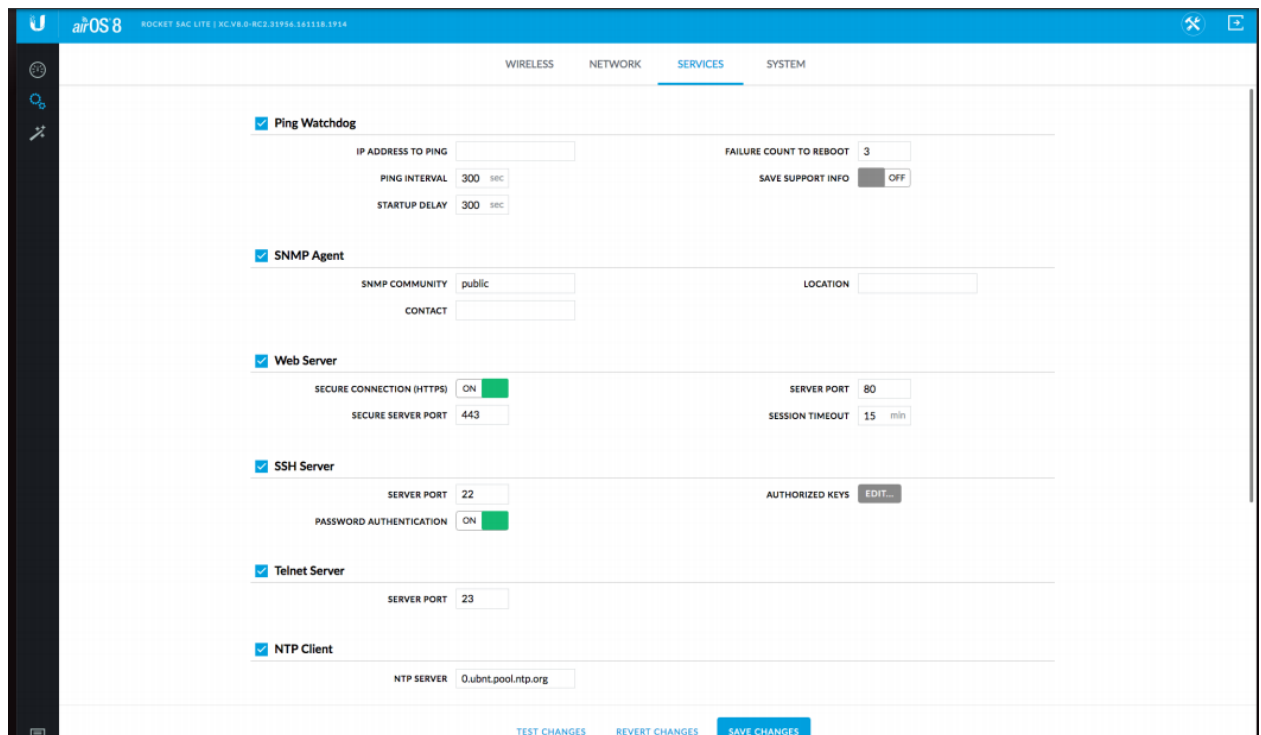 U airOS 8 ROCKET 5AC LITE | XC.V8.0-RC2.31956.161118.1914
WIRELESS NETWORK SERVICES SYSTEM
Ping Watchdog
IP ADDRESS TO PING FAILURE COUNT TO REBOOT 3
PING INTERVAL 300 sec SAVE SUPPORT INFO OFF
STARTUP DELAY 300 sec
SNMP Agent
SNMP COMMUNITY public LOCATION
CONTACT
Web Server
SECURE CONNECTION (HTTPS) ON SERVER PORT 80
SECURE SERVER PORT 443 SESSION TIMEOUT 15 min
SSH Server
SERVER PORT 22 AUTHORIZED KEYS EDIT...
PASSWORD AUTHENTICATION ON
Telnet Server
SERVER PORT 23
NTP Client
NTP SERVER 0.ubnt.pool.ntp.org
TEST CHANGES REVERT CHANGES SAVE CHANGES